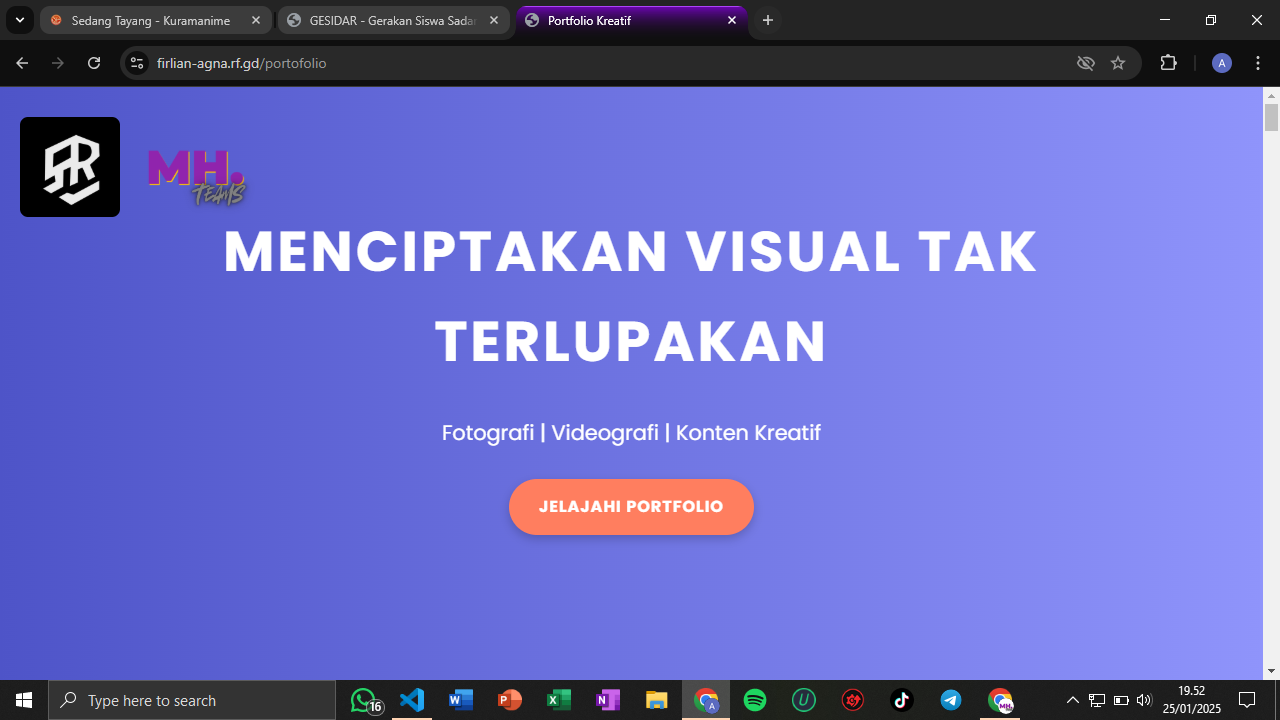 Sedang Tayang - Kuramanime
GESIDAR - Gerakan Siswa Sadar
Portfolio Kreatif
firlian-agna.rf.gd/portofolio
A
MH.
TEAMS
MENCIPTAKAN VISUAL TAK
TERLUPAKAN
Fotografi | Videografi | Konten Kreatif
JELAJAHI PORTFOLIO
Type here to search
16
19.52
25/01/2025